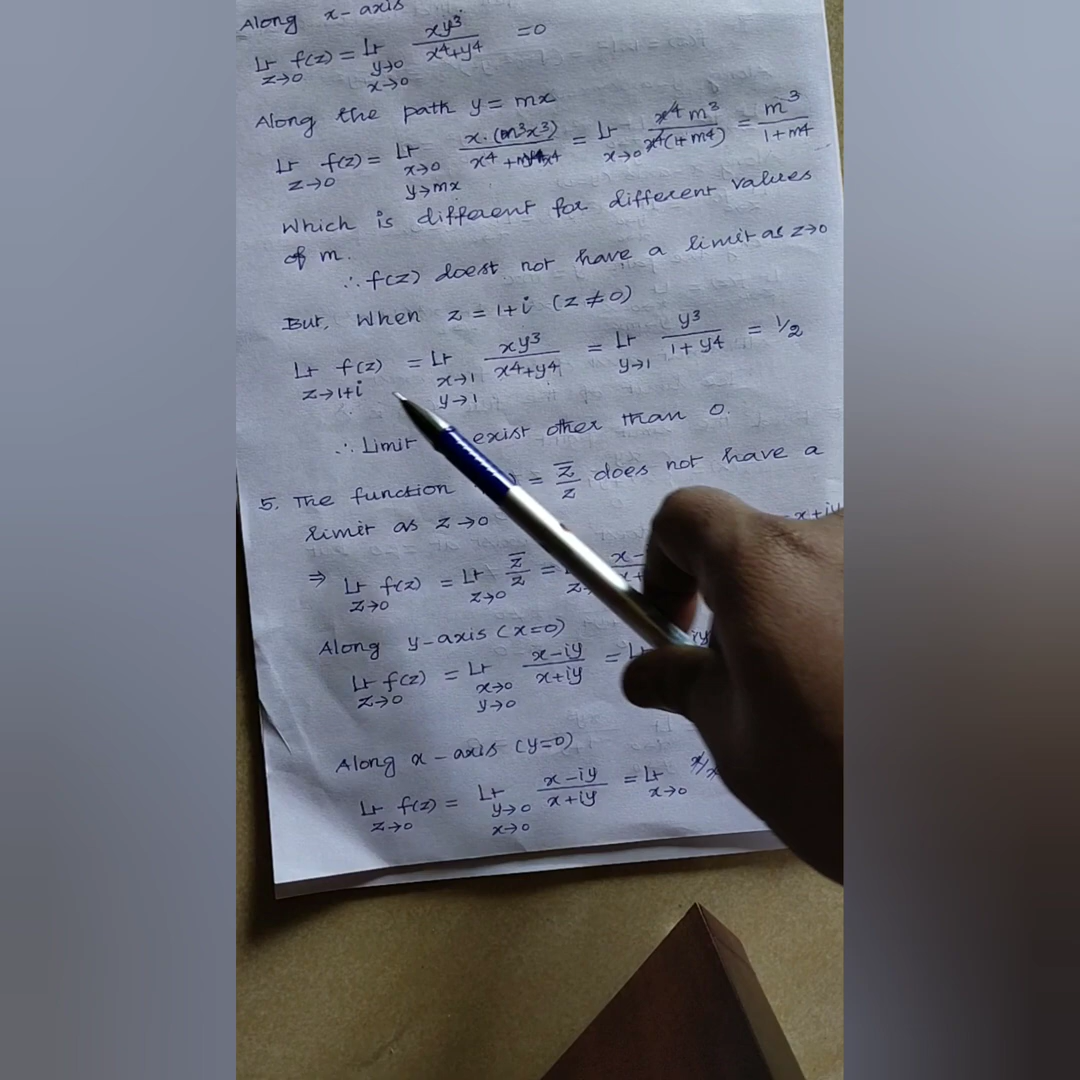 Along x-axis
Lt z→0 f(z) = Lt y→0 x→0 xy³/x⁴+y⁴ = 0
Along the path y = mx
Lt z→0 f(z) = Lt x→0 y→mx x.(m³x³)/x⁴+m⁴x⁴ = Lt x→0 x⁴m³/x⁴(1+m⁴) = m³/1+m⁴
Which is different for different values
of m.
∴ f(z) doest not have a limit as z→0
But, When z = 1+i (z≠0)
Lt z→1+i f(z) = Lt x→1 y→1 xy³/x⁴+y⁴ = Lt y→1 y³/1+y⁴ = 1/2
∴ Limit exist other than 0.
5. The function = z̅/z does not have a
limit as z→0
x+iy
⇒ Lt z→0 f(z) = Lt z→0 z̅/z =
Along y-axis (x=0)
Lt z→0 f(z) = Lt x→0 y→0 x-iy/x+iy = Lt
Along x-axis (y=0)
Lt z→0 f(z) = Lt y→0 x→0 x-iy/x+iy = Lt x→0